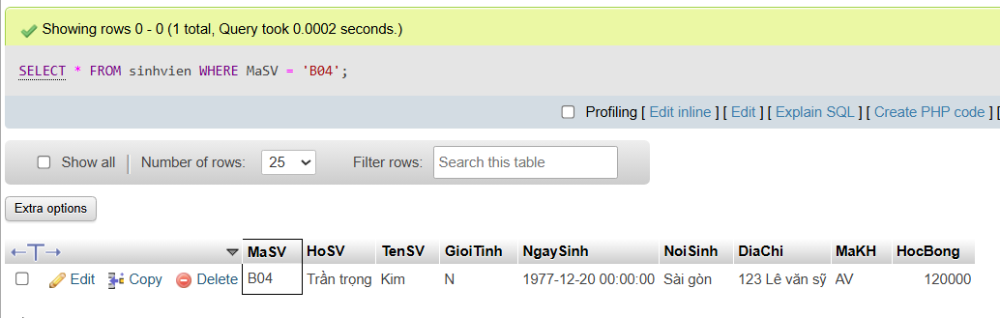 Showing rows 0 - 0 (1 total, Query took 0.0002 seconds.)
SELECT * FROM sinhvien WHERE MaSV = 'B04';
Profiling [ Edit inline ] [ Edit ] [ Explain SQL ] [ Create PHP code ] [
Show all | Number of rows: 25 Filter rows: Search this table
Extra options
MaSV HoSV TenSV GioiTinh NgaySinh NoiSinh DiaChi MaKH HocBong
Edit Copy Delete B04 Trần trọng Kim N 1977-12-20 00:00:00 Sài gòn 123 Lê văn sỹ AV 120000